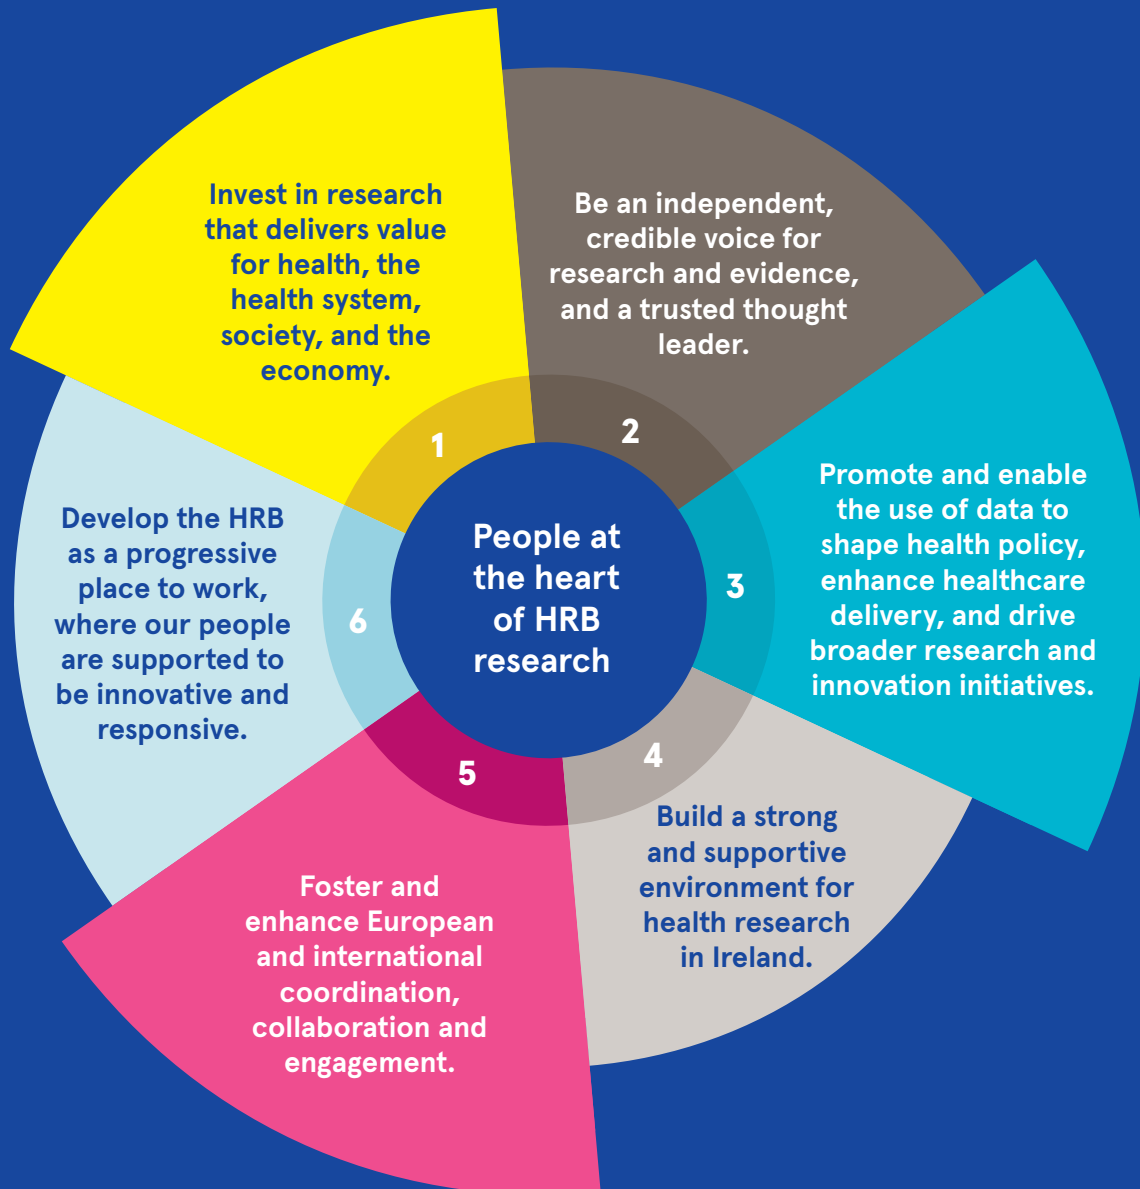 1
Invest in research
that delivers value
for health, the
health system,
society, and the
economy.
2
Be an independent,
credible voice for
research and evidence,
and a trusted thought
leader.
3
Promote and enable
the use of data to
shape health policy,
enhance healthcare
delivery, and drive
broader research and
innovation initiatives.
4
Build a strong
and supportive
environment for
health research
in Ireland.
5
Foster and
enhance European
and international
coordination,
collaboration and
engagement.
6
Develop the HRB
as a progressive
place to work,
where our people
are supported to
be innovative and
responsive.
People at
the heart
of HRB
research